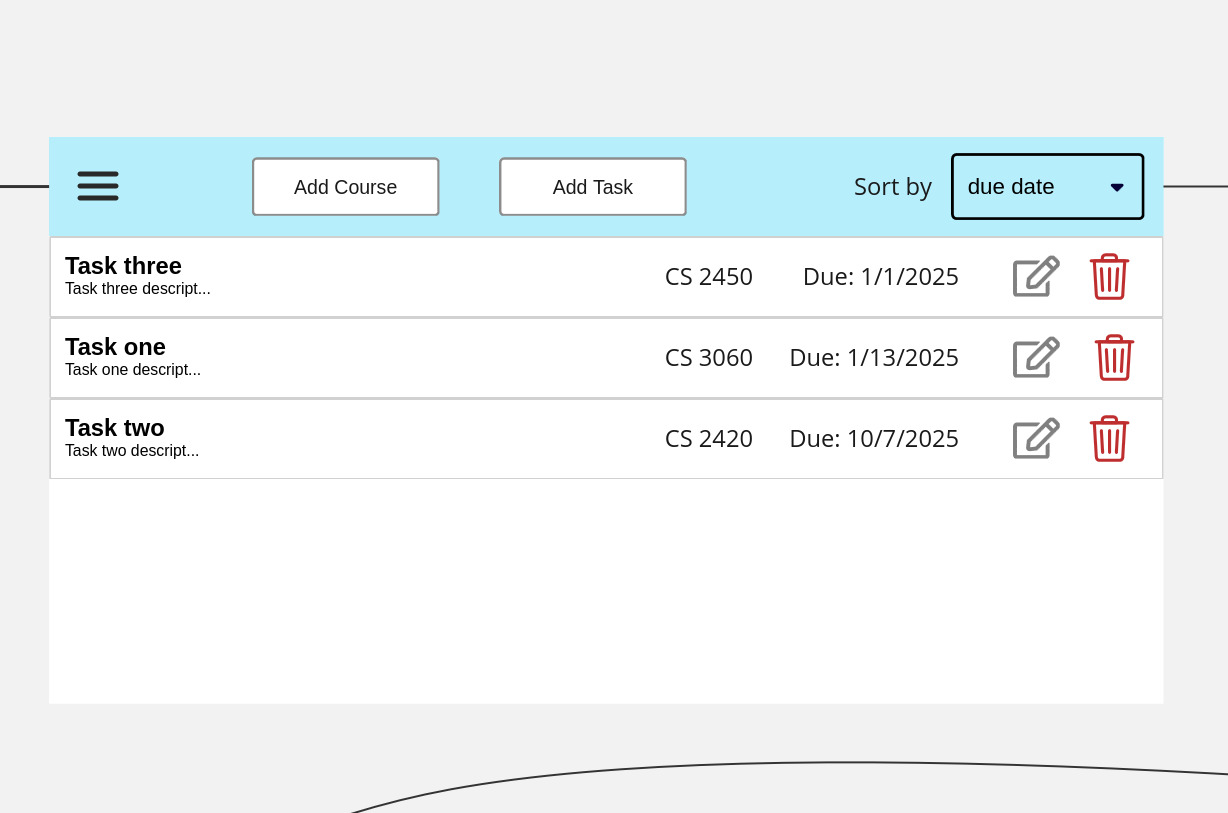 Add Course Add Task Sort by due date
Task three
Task three descript...
CS 2450 Due: 1/1/2025
Task one
Task one descript...
CS 3060 Due: 1/13/2025
Task two
Task two descript...
CS 2420 Due: 10/7/2025